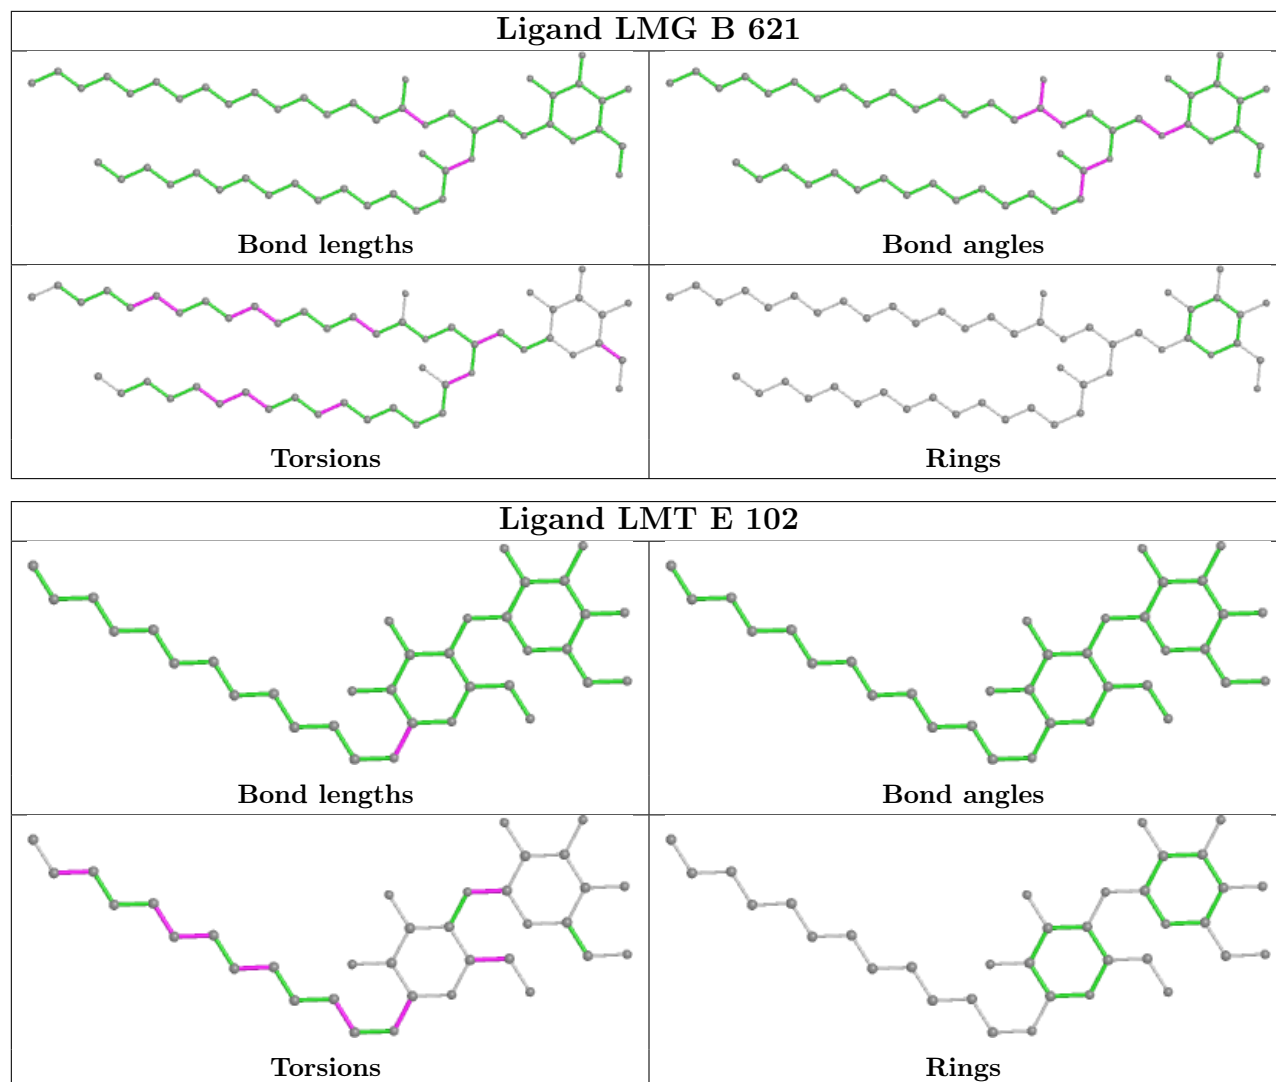 Ligand LMG B 621
Bond lengths
Bond angles
Torsions
Rings
Ligand LMT E 102
Bond lengths
Bond angles
Torsions
Rings